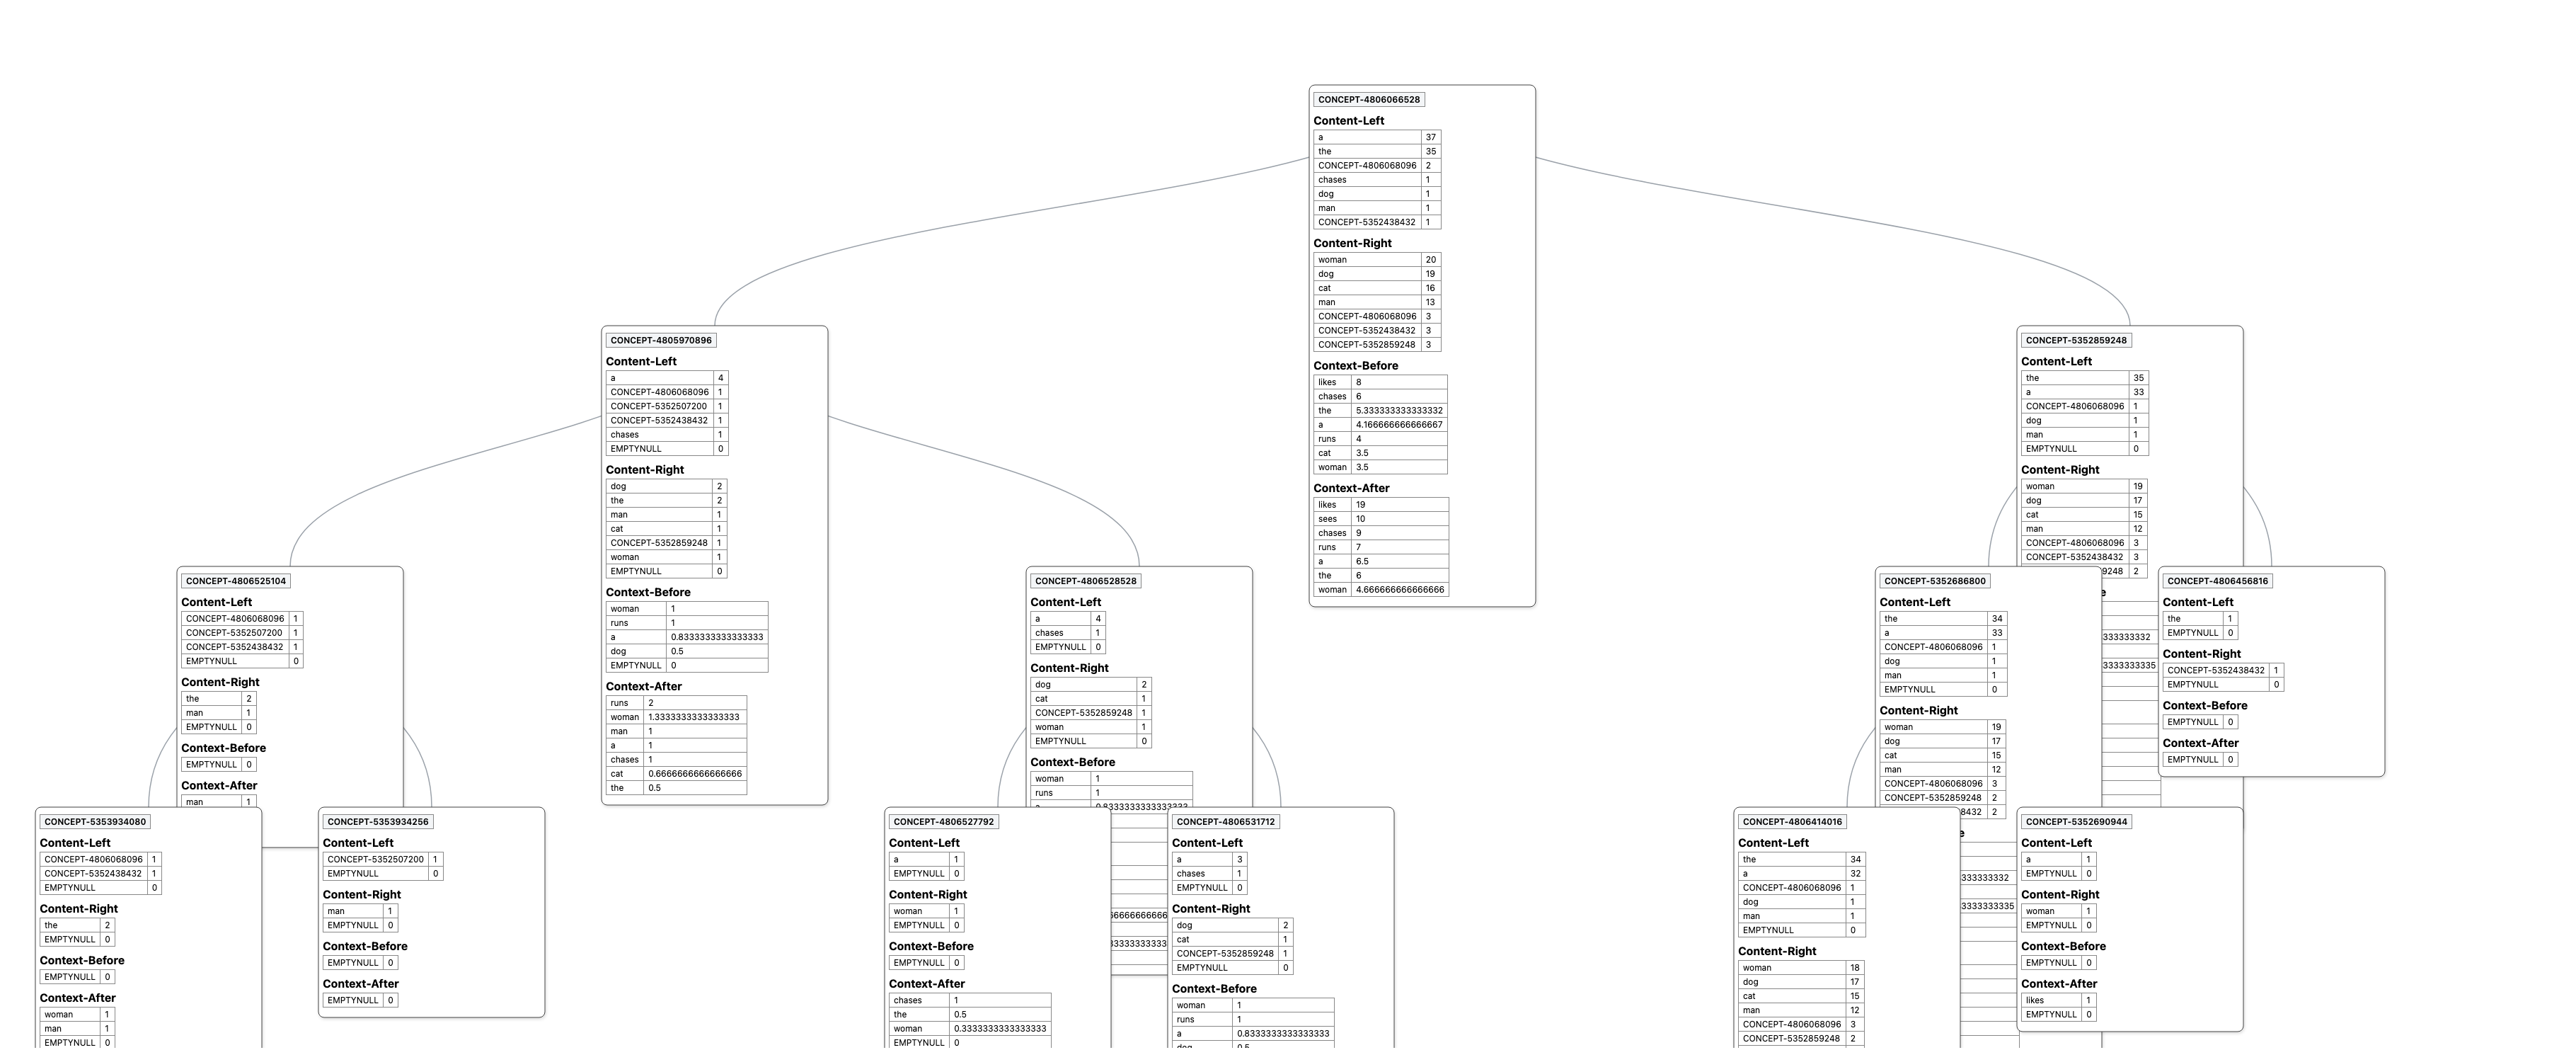 CONCEPT-4806066528
Content-Left
a 37
the 35
CONCEPT-4806068096 2
chases 1
dog 1
man 1
CONCEPT-5352438432 1
Content-Right
woman 20
dog 19
cat 16
man 13
CONCEPT-4806068096 3
CONCEPT-5352438432 3
CONCEPT-5352859248 3
Context-Before
likes 8
chases 6
the 5.333333333333332
a 4.166666666666667
runs 4
cat 3.5
woman 3.5
Context-After
likes 19
sees 10
chases 9
runs 7
a 6.5
the 6
woman 4.666666666666666
CONCEPT-4805970896
Content-Left
a 4
CONCEPT-4806068096 1
CONCEPT-5352507200 1
CONCEPT-5352438432 1
chases 1
EMPTYNULL 0
Content-Right
dog 2
the 2
man 1
cat 1
CONCEPT-5352859248 1
woman 1
EMPTYNULL 0
Context-Before
woman 1
runs 1
a 0.8333333333333333
dog 0.5
EMPTYNULL 0
Context-After
runs 2
woman 1.3333333333333333
man 1
a 1
chases 1
cat 0.6666666666666666
the 0.5
CONCEPT-5352859248
Content-Left
the 35
a 33
CONCEPT-4806068096 1
dog 1
man 1
EMPTYNULL 0
Content-Right
woman 19
dog 17
cat 15
man 12
CONCEPT-4806068096 3
CONCEPT-5352438432 3
9248 2
CONCEPT-4806525104
Content-Left
CONCEPT-4806068096 1
CONCEPT-5352507200 1
CONCEPT-5352438432 1
EMPTYNULL 0
Content-Right
the 2
man 1
EMPTYNULL 0
Context-Before
EMPTYNULL 0
Context-After
man 1
CONCEPT-4806528528
Content-Left
a 4
chases 1
EMPTYNULL 0
Content-Right
dog 2
cat 1
CONCEPT-5352859248 1
woman 1
EMPTYNULL 0
Context-Before
woman 1
runs 1
a 0.8333333333333333
CONCEPT-5352686800
Content-Left
the 34
a 33
CONCEPT-4806068096 1
dog 1
man 1
EMPTYNULL 0
Content-Right
woman 19
dog 17
cat 15
man 12
CONCEPT-4806068096 3
CONCEPT-5352859248 2
8432 2
CONCEPT-4806456816
Content-Left
the 1
EMPTYNULL 0
Content-Right
CONCEPT-5352438432 1
EMPTYNULL 0
Context-Before
EMPTYNULL 0
Context-After
EMPTYNULL 0
CONCEPT-5353934080
Content-Left
CONCEPT-4806068096 1
CONCEPT-5352438432 1
EMPTYNULL 0
Content-Right
the 2
EMPTYNULL 0
Context-Before
EMPTYNULL 0
Context-After
woman 1
man 1
EMPTYNULL 0
CONCEPT-5353934256
Content-Left
CONCEPT-5352507200 1
EMPTYNULL 0
Content-Right
man 1
EMPTYNULL 0
Context-Before
EMPTYNULL 0
Context-After
EMPTYNULL 0
CONCEPT-4806527792
Content-Left
a 1
EMPTYNULL 0
Content-Right
woman 1
EMPTYNULL 0
Context-Before
EMPTYNULL 0
Context-After
chases 1
the 0.5
woman 0.3333333333333333
EMPTYNULL 0
CONCEPT-4806531712
Content-Left
a 3
chases 1
EMPTYNULL 0
Content-Right
dog 2
cat 1
CONCEPT-5352859248 1
EMPTYNULL 0
Context-Before
woman 1
runs 1
a 0.8333333333333333
dog 0.5
CONCEPT-4806414016
Content-Left
the 34
a 32
CONCEPT-4806068096 1
dog 1
man 1
EMPTYNULL 0
Content-Right
woman 18
dog 17
cat 15
man 12
CONCEPT-4806068096 3
CONCEPT-5352859248 2
CONCEPT-5352690944
Content-Left
a 1
EMPTYNULL 0
Content-Right
woman 1
EMPTYNULL 0
Context-Before
EMPTYNULL 0
Context-After
likes 1
EMPTYNULL 0